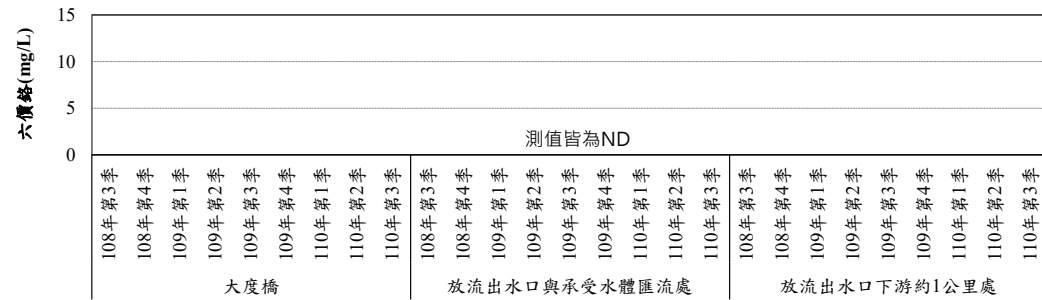 六價鉻(mg/L)
15
10
5
0
測值皆為ND
108年第3季
108年第4季
109年第1季
109年第2季
109年第3季
109年第4季
110年第1季
110年第2季
110年第3季
108年第3季
108年第4季
109年第1季
109年第2季
109年第3季
109年第4季
110年第1季
110年第2季
110年第3季
108年第3季
108年第4季
109年第1季
109年第2季
109年第3季
109年第4季
110年第1季
110年第2季
110年第3季
大度橋
放流出水口與承受水體匯流處
放流出水口下游約1公里處